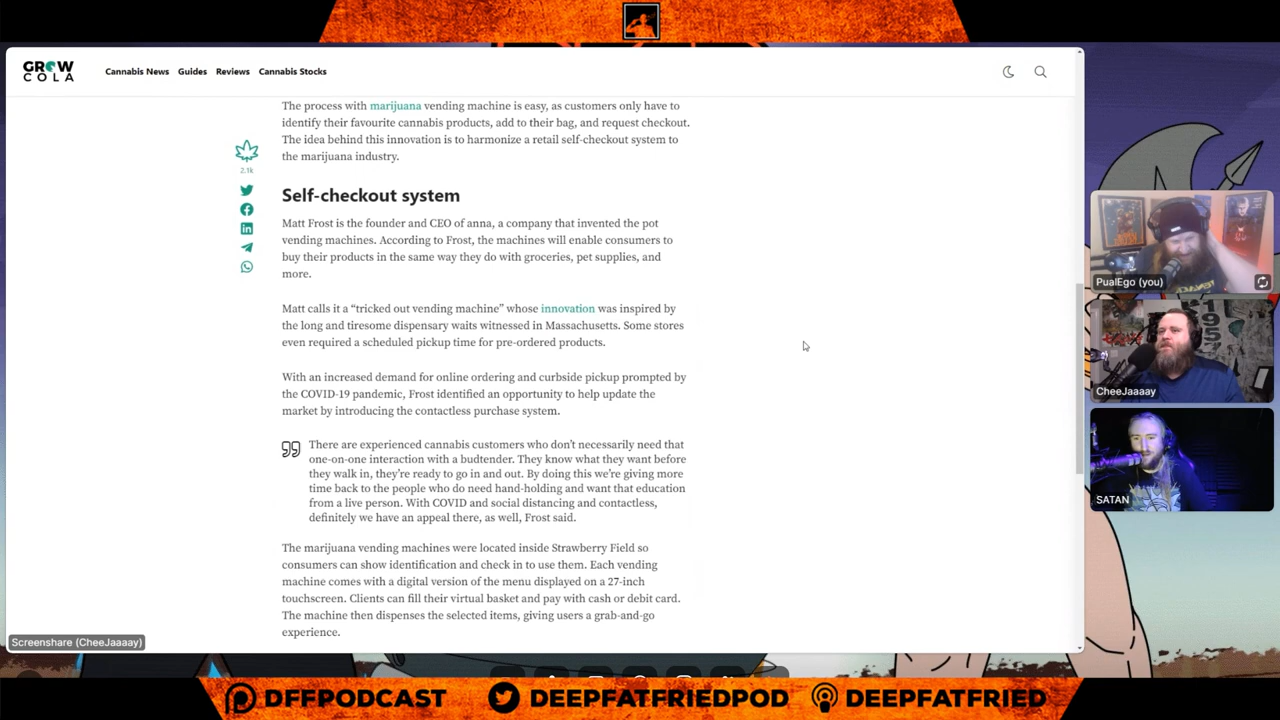 GROW
COLA
Cannabis News
Guides
Reviews
Cannabis Stocks
The process with marijuana vending machine is easy, as customers only have to
identify their favourite cannabis products, add to their bag, and request checkout.
The idea behind this innovation is to harmonize a retail self-checkout system to
the marijuana industry.
2.1k
Self-checkout system
Matt Frost is the founder and CEO of anna, a company that invented the pot
vending machines. According to Frost, the machines will enable consumers to
buy their products in the same way they do with groceries, pet supplies, and
more.
Matt calls it a “tricked out vending machine” whose innovation was inspired by
the long and tiresome dispensary waits witnessed in Massachusetts. Some stores
even required a scheduled pickup time for pre-ordered products.
With an increased demand for online ordering and curbside pickup prompted by
the COVID-19 pandemic, Frost identified an opportunity to help update the
market by introducing the contactless purchase system.
There are experienced cannabis customers who don’t necessarily need that
one-on-one interaction with a budtender. They know what they want before
they walk in, they’re ready to go in and out. By doing this we’re giving more
time back to the people who do need hand-holding and want that education
from a live person. With COVID and social distancing and contactless,
definitely we have an appeal there, as well, Frost said.
The marijuana vending machines were located inside Strawberry Field so
consumers can show identification and check in to use them. Each vending
machine comes with a digital version of the menu displayed on a 27-inch
touchscreen. Clients can fill their virtual basket and pay with cash or debit card.
The machine then dispenses the selected items, giving users a grab-and-go
experience.
Screenshare (CheeJaaaay)
PualEgo (you)
CheeJaaaay
SATAN
DFFPODCAST
DEEPFATFRIEDPOD
DEEPFATFRIED